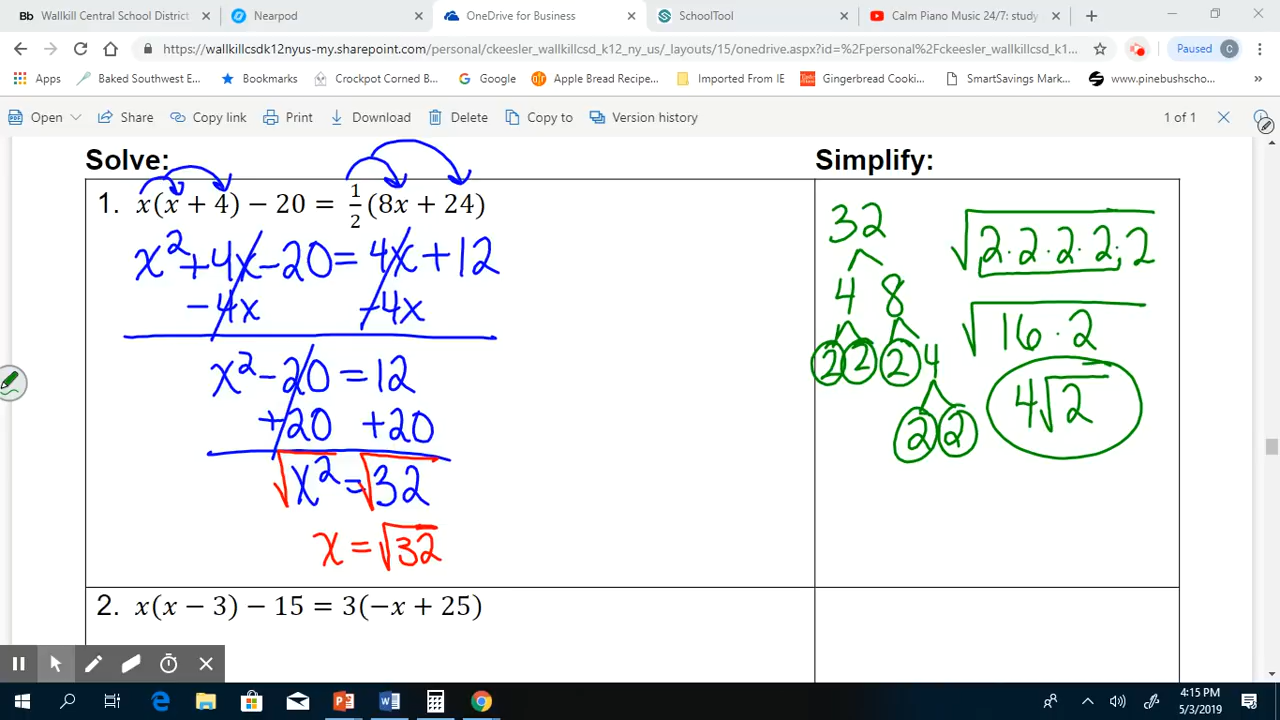 Wallkill Central School District
Nearpod
OneDrive for Business
SchoolTool
Calm Piano Music 24/7: study
https://wallkillcsdk12nyus-my.sharepoint.com/personal/ckeesler_wallkillcsd_k12_ny_us/_layouts/15/onedrive.aspx?id=%2Fpersonal%2Fckeesler_wallkillcsd_k1...
Paused
C
Apps
Baked Southwest E...
Bookmarks
Crockpot Corned B...
Google
Apple Bread Recipe...
Imported From IE
Gingerbread Cooki...
SmartSavings Mark...
www.pinebushscho...
Open
Share
Copy link
Print
Download
Delete
Copy to
Version history
1 of 1
Solve:
1. x(x + 4) − 20 = 1/2(8x + 24)
x² + 4x − 20 = 4x + 12
− 4x − 4x
x² − 20 = 12
+20 +20
√x² = √32
x = √32
2. x(x − 3) − 15 = 3(−x + 25)
Simplify:
32
4 8
2 2 2 4
2 2
√2·2·2·2·2
√16·2
4√2
4:15 PM
5/3/2019